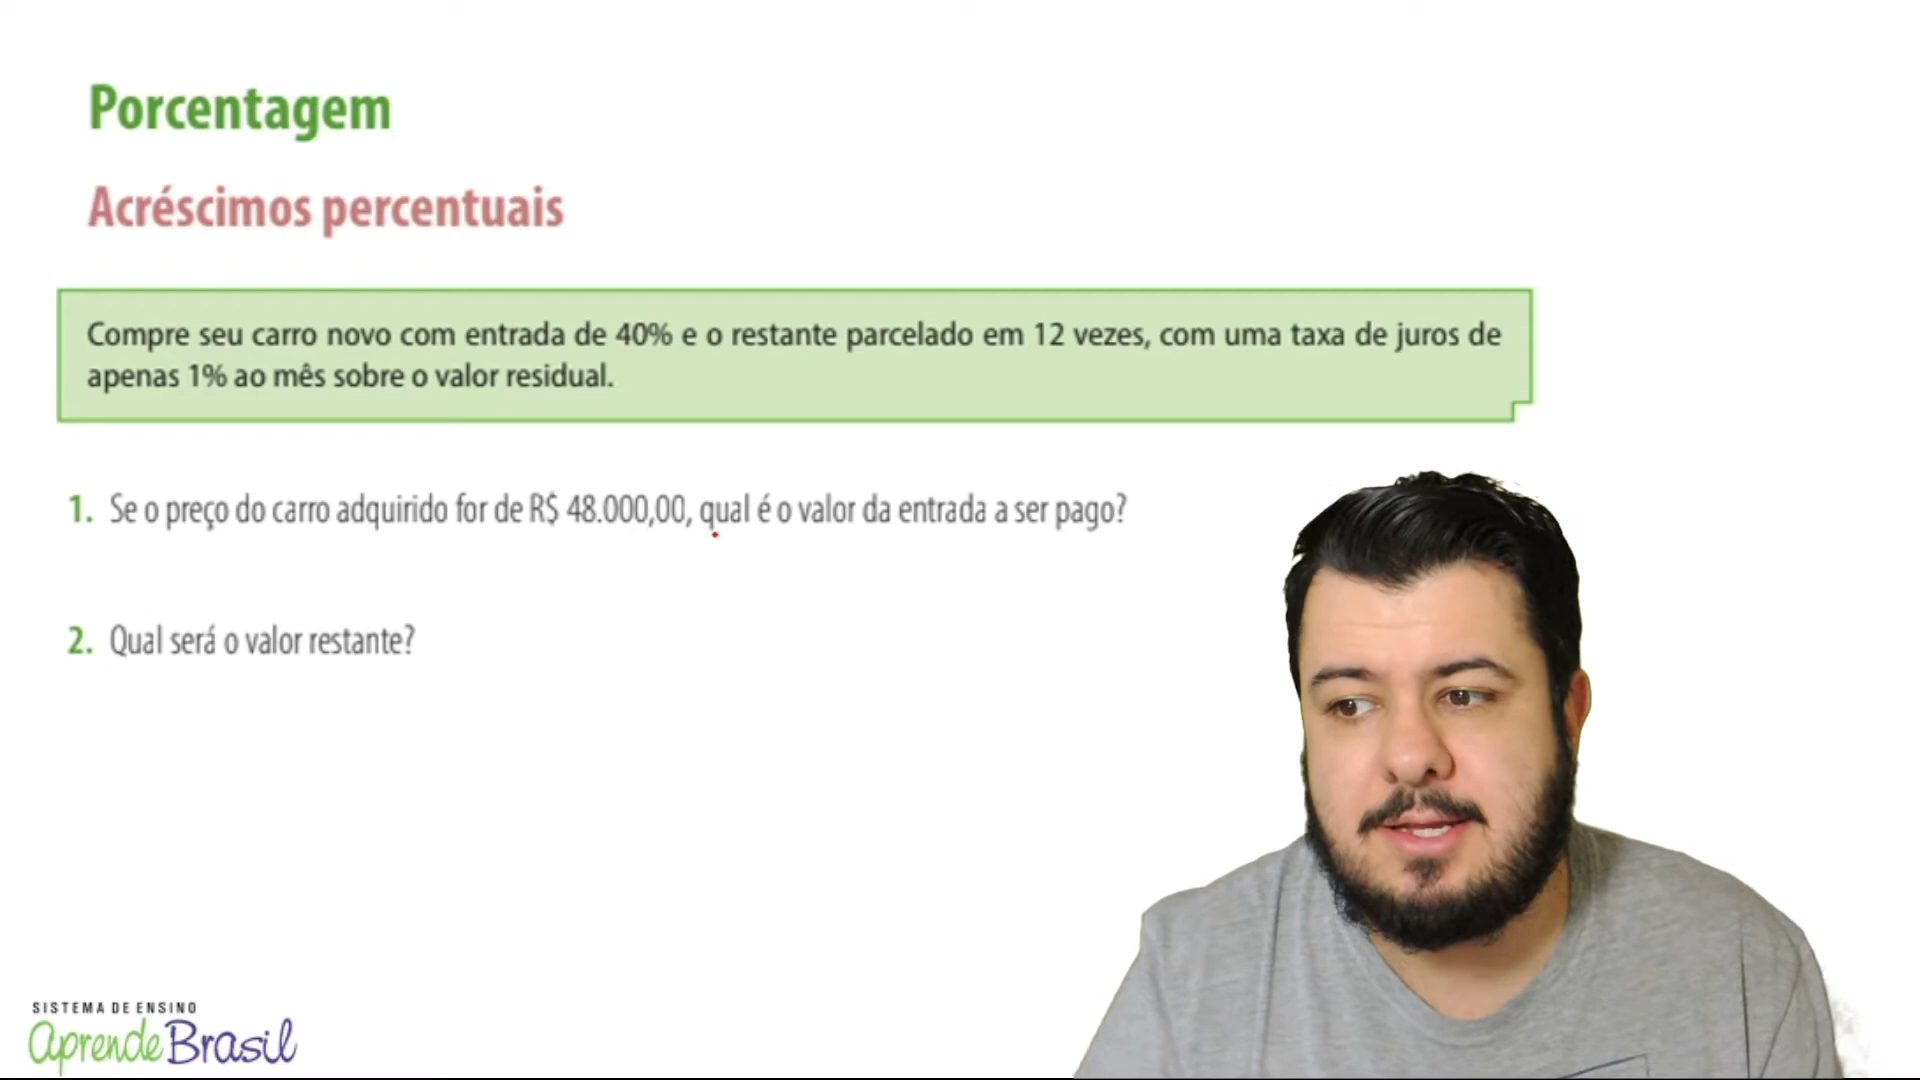 Porcentagem
Acréscimos percentuais
Compre seu carro novo com entrada de 40% e o restante parcelado em 12 vezes, com uma taxa de juros de
apenas 1% ao mês sobre o valor residual.
1. Se o preço do carro adquirido for de R$ 48.000,00, qual é o valor da entrada a ser pago?
2. Qual será o valor restante?
SISTEMA DE ENSINO
aprendeBrasil